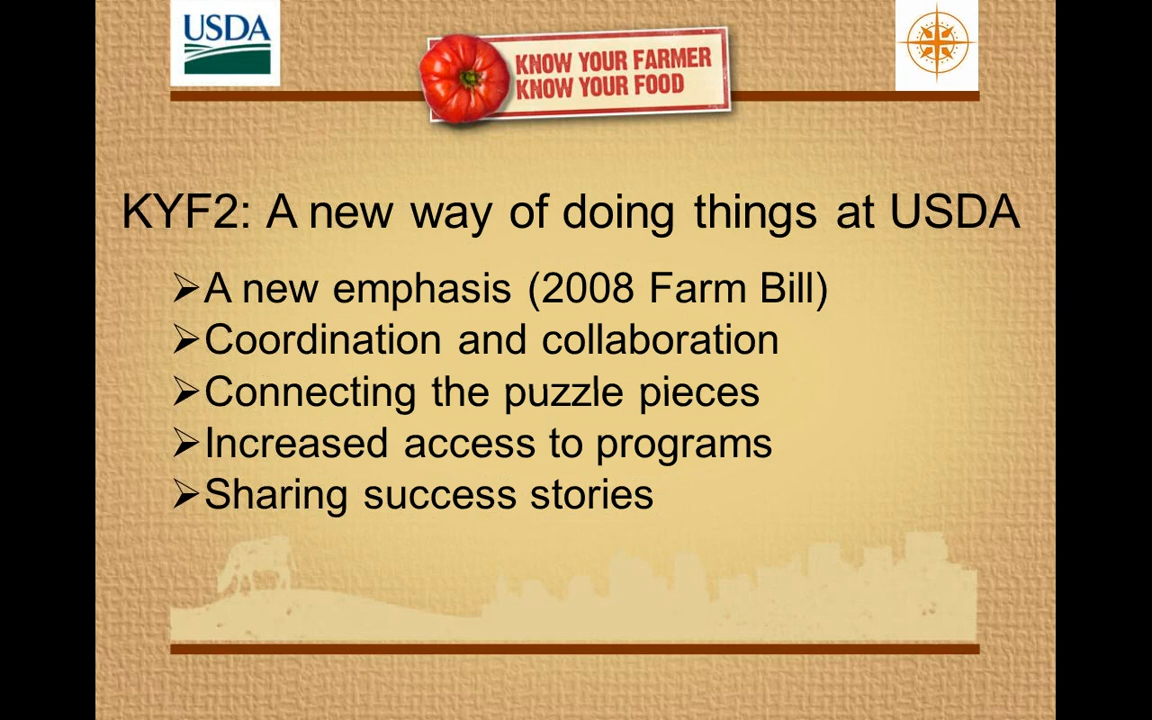 USDA
KNOW YOUR FARMER
KNOW YOUR FOOD
KYF2: A new way of doing things at USDA
➢A new emphasis (2008 Farm Bill)
➢Coordination and collaboration
➢Connecting the puzzle pieces
➢Increased access to programs
➢Sharing success stories